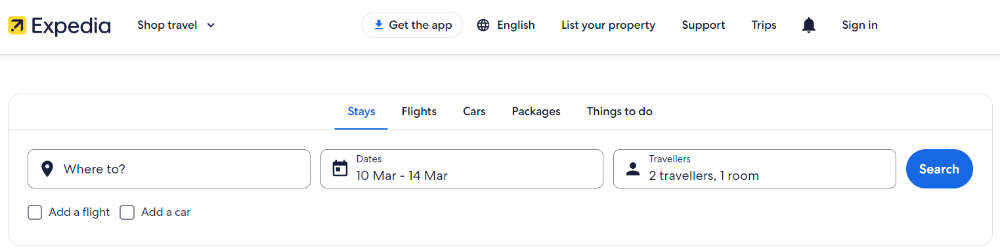 Expedia Shop travel Get the app English List your property Support Trips Sign in
Stays Flights Cars Packages Things to do
Where to?
Dates
10 Mar - 14 Mar
Travellers
2 travellers, 1 room
Search
Add a flight Add a car